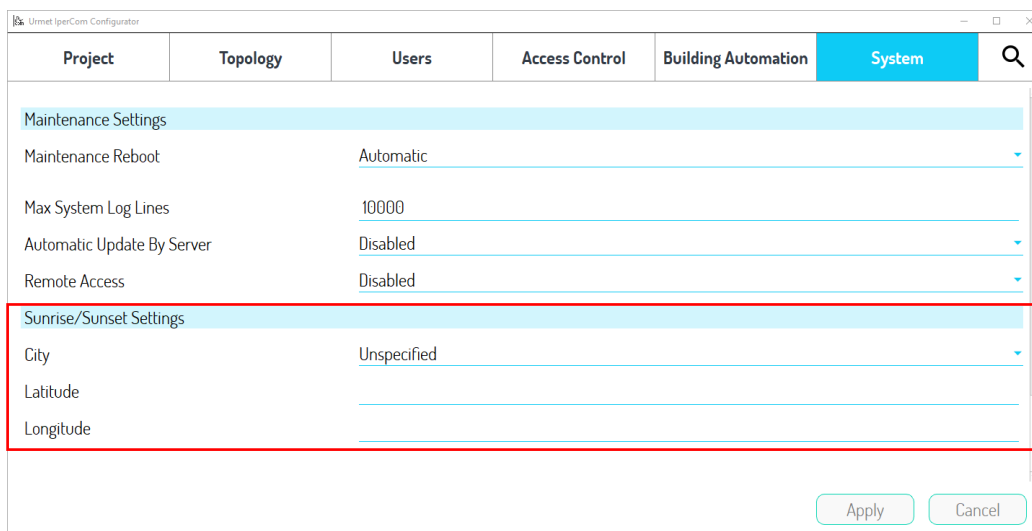 Urmet IperCom Configurator
Project Topology Users Access Control Building Automation System
Maintenance Settings
Maintenance Reboot Automatic
Max System Log Lines 10000
Automatic Update By Server Disabled
Remote Access Disabled
Sunrise/Sunset Settings
City Unspecified
Latitude
Longitude
Apply Cancel